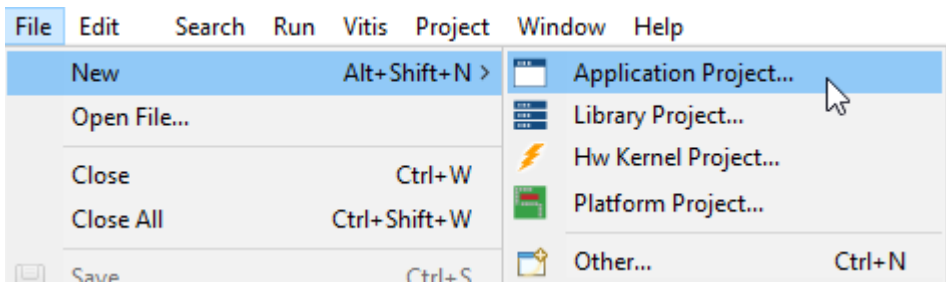 File Edit Search Run Vitis Project Window Help
New Alt+Shift+N >
Open File...
Close Ctrl+W
Close All Ctrl+Shift+W
Save Ctrl+S
Application Project...
Library Project...
Hw Kernel Project...
Platform Project...
Other... Ctrl+N